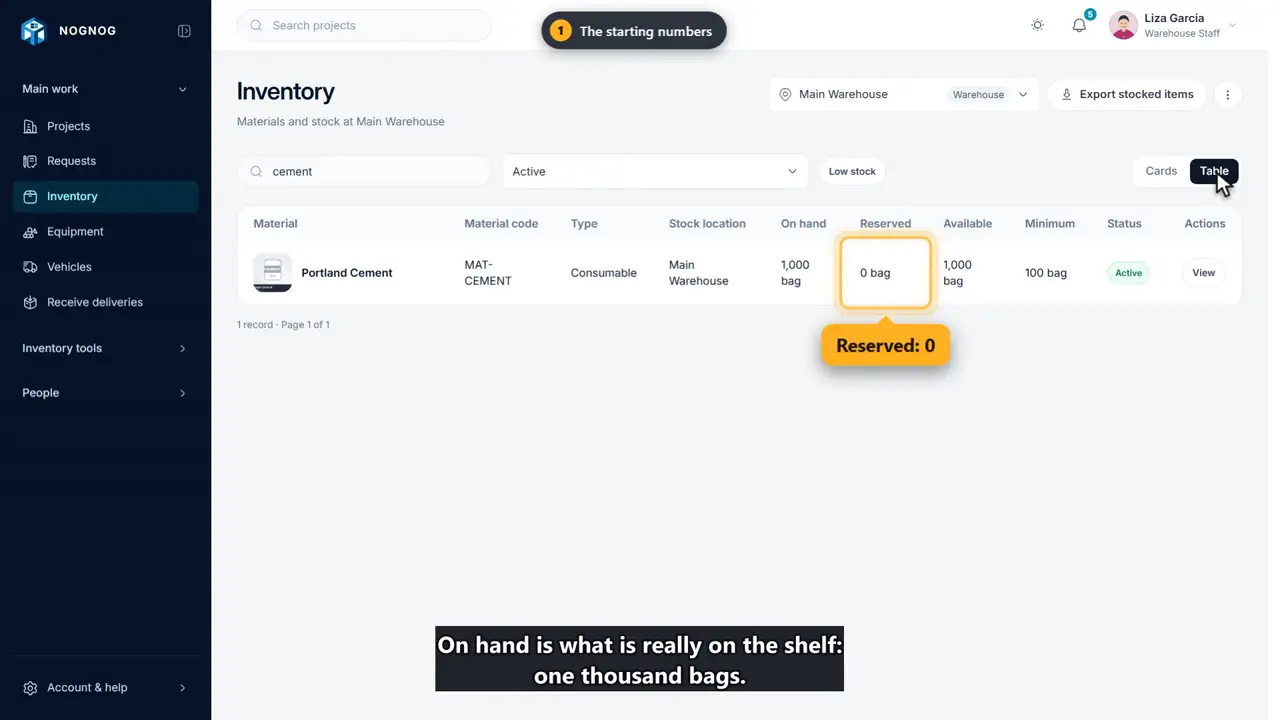 NOGNOG
Search projects
1 The starting numbers
5
Liza Garcia
Warehouse Staff
Main work
Projects
Requests
Inventory
Equipment
Vehicles
Receive deliveries
Inventory tools
People
Account & help
Inventory
Materials and stock at Main Warehouse
Main Warehouse Warehouse
Export stocked items
cement
Active
Low stock
Cards Table
Material Material code Type Stock location On hand Reserved Available Minimum Status Actions
Portland Cement MAT-CEMENT Consumable Main Warehouse 1,000 bag 0 bag 1,000 bag 100 bag Active View
1 record · Page 1 of 1
Reserved: 0
On hand is what is really on the shelf:
one thousand bags.